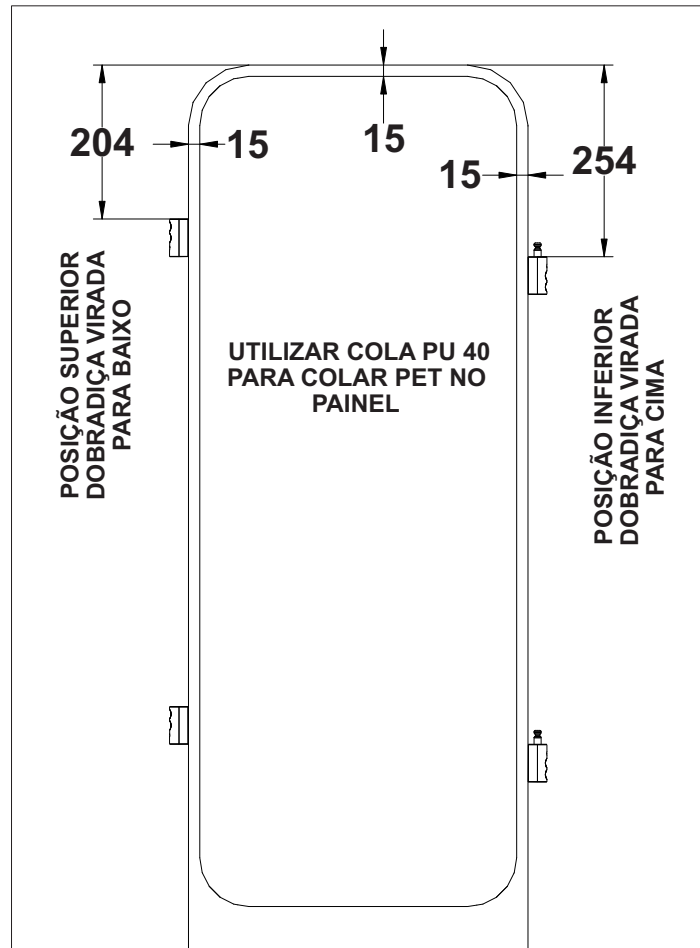 204
15
15
15
254
POSIÇÃO SUPERIOR
DOBRADIÇA VIRADA
PARA BAIXO
UTILIZAR COLA PU 40
PARA COLAR PET NO
PAINEL
POSIÇÃO INFERIOR
DOBRADIÇA VIRADA
PARA CIMA